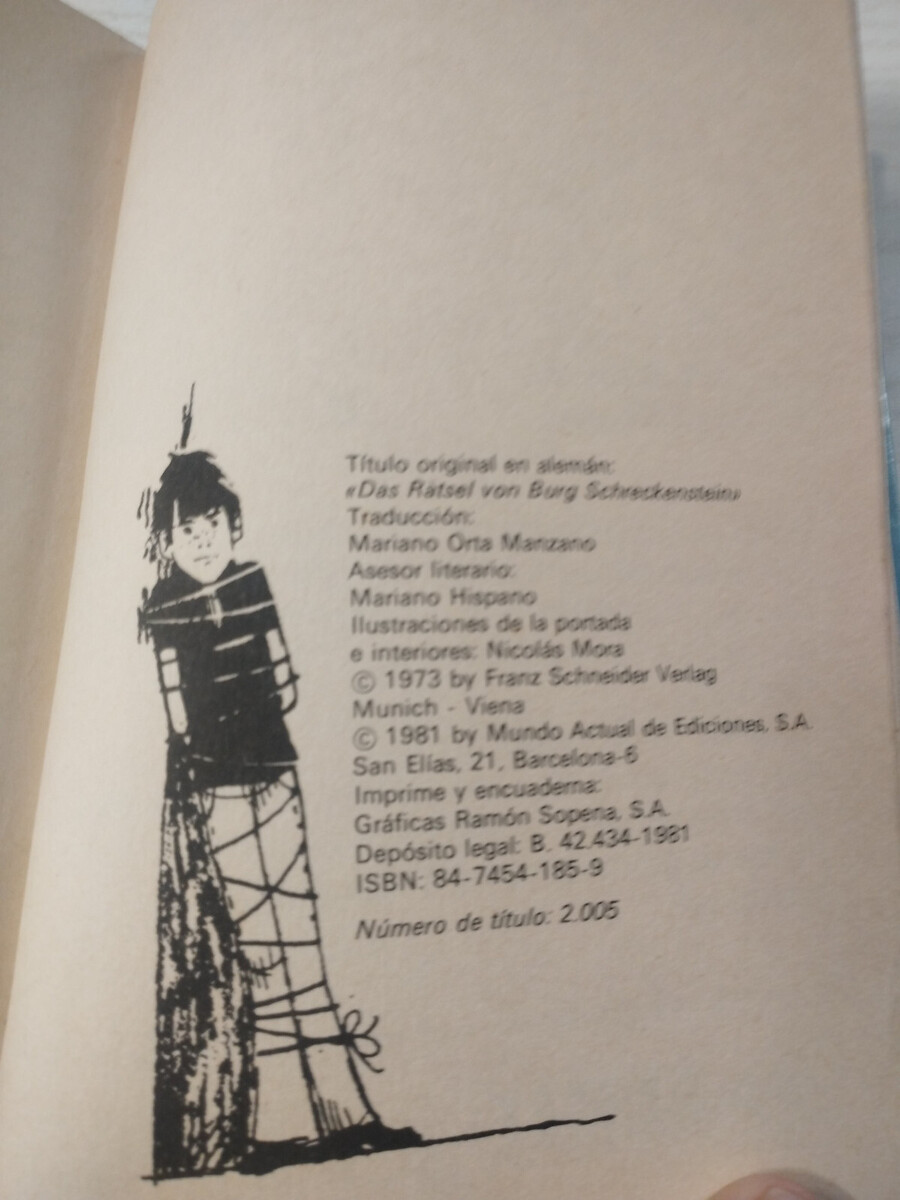 Título original en alemán:
«Das Rätsel von Burg Schreckenstein»
Traducción:
Mariano Orta Manzano
Asesor literario:
Mariano Hispano
Ilustraciones de la portada
e interiores: Nicolás Mora
© 1973 by Franz Schneider Verlag
Munich - Viena
© 1981 by Mundo Actual de Ediciones, S.A.
San Elías, 21, Barcelona-6
Imprime y encuaderna:
Gráficas Ramón Sopena, S.A.
Depósito legal: B. 42.434-1981
ISBN: 84-7454-185-9
Número de título: 2.005